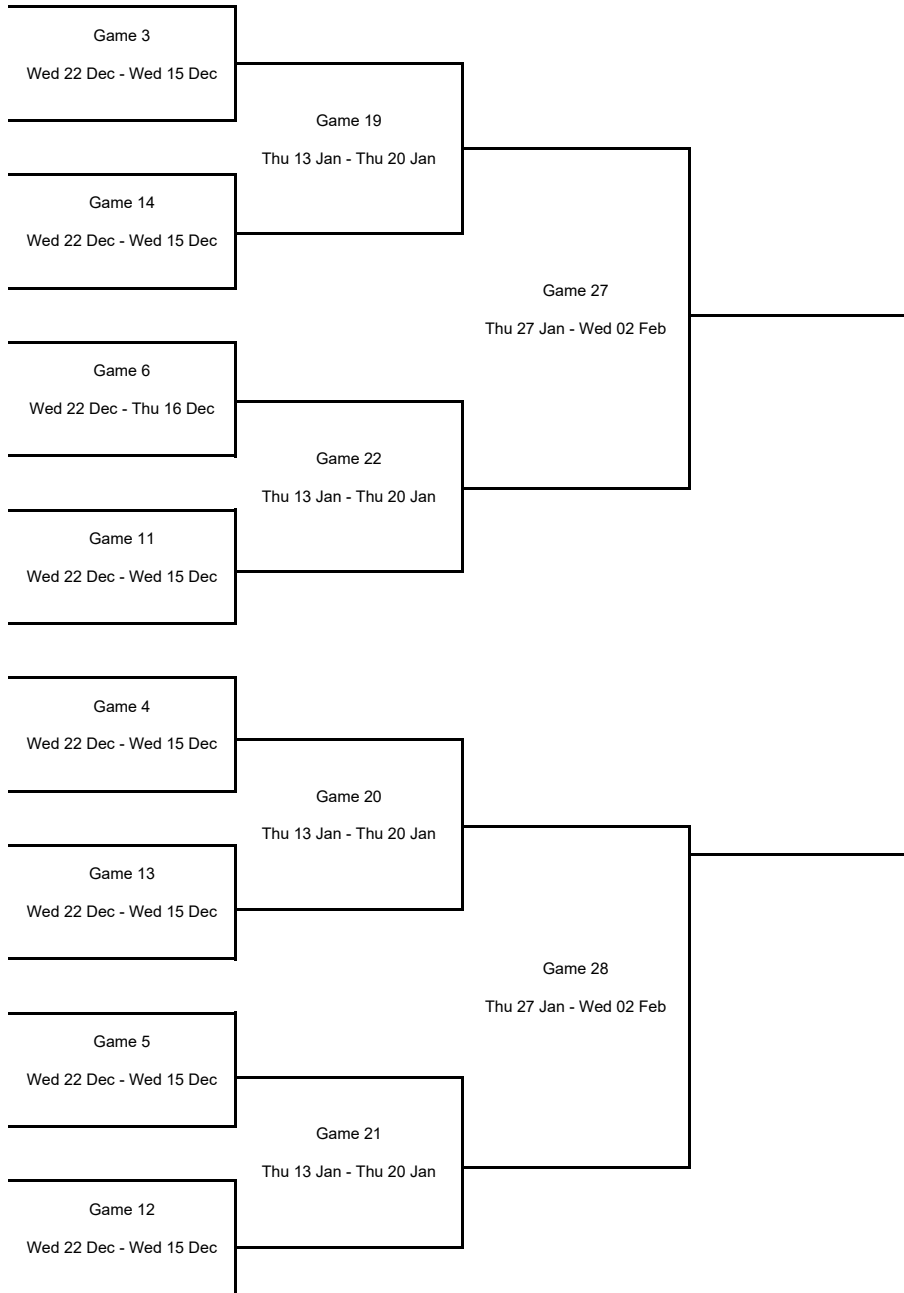 Game 3
Wed 22 Dec - Wed 15 Dec
Game 19
Thu 13 Jan - Thu 20 Jan
Game 14
Wed 22 Dec - Wed 15 Dec
Game 27
Thu 27 Jan - Wed 02 Feb
Game 6
Wed 22 Dec - Thu 16 Dec
Game 22
Thu 13 Jan - Thu 20 Jan
Game 11
Wed 22 Dec - Wed 15 Dec
Game 4
Wed 22 Dec - Wed 15 Dec
Game 20
Thu 13 Jan - Thu 20 Jan
Game 13
Wed 22 Dec - Wed 15 Dec
Game 28
Thu 27 Jan - Wed 02 Feb
Game 5
Wed 22 Dec - Wed 15 Dec
Game 21
Thu 13 Jan - Thu 20 Jan
Game 12
Wed 22 Dec - Wed 15 Dec